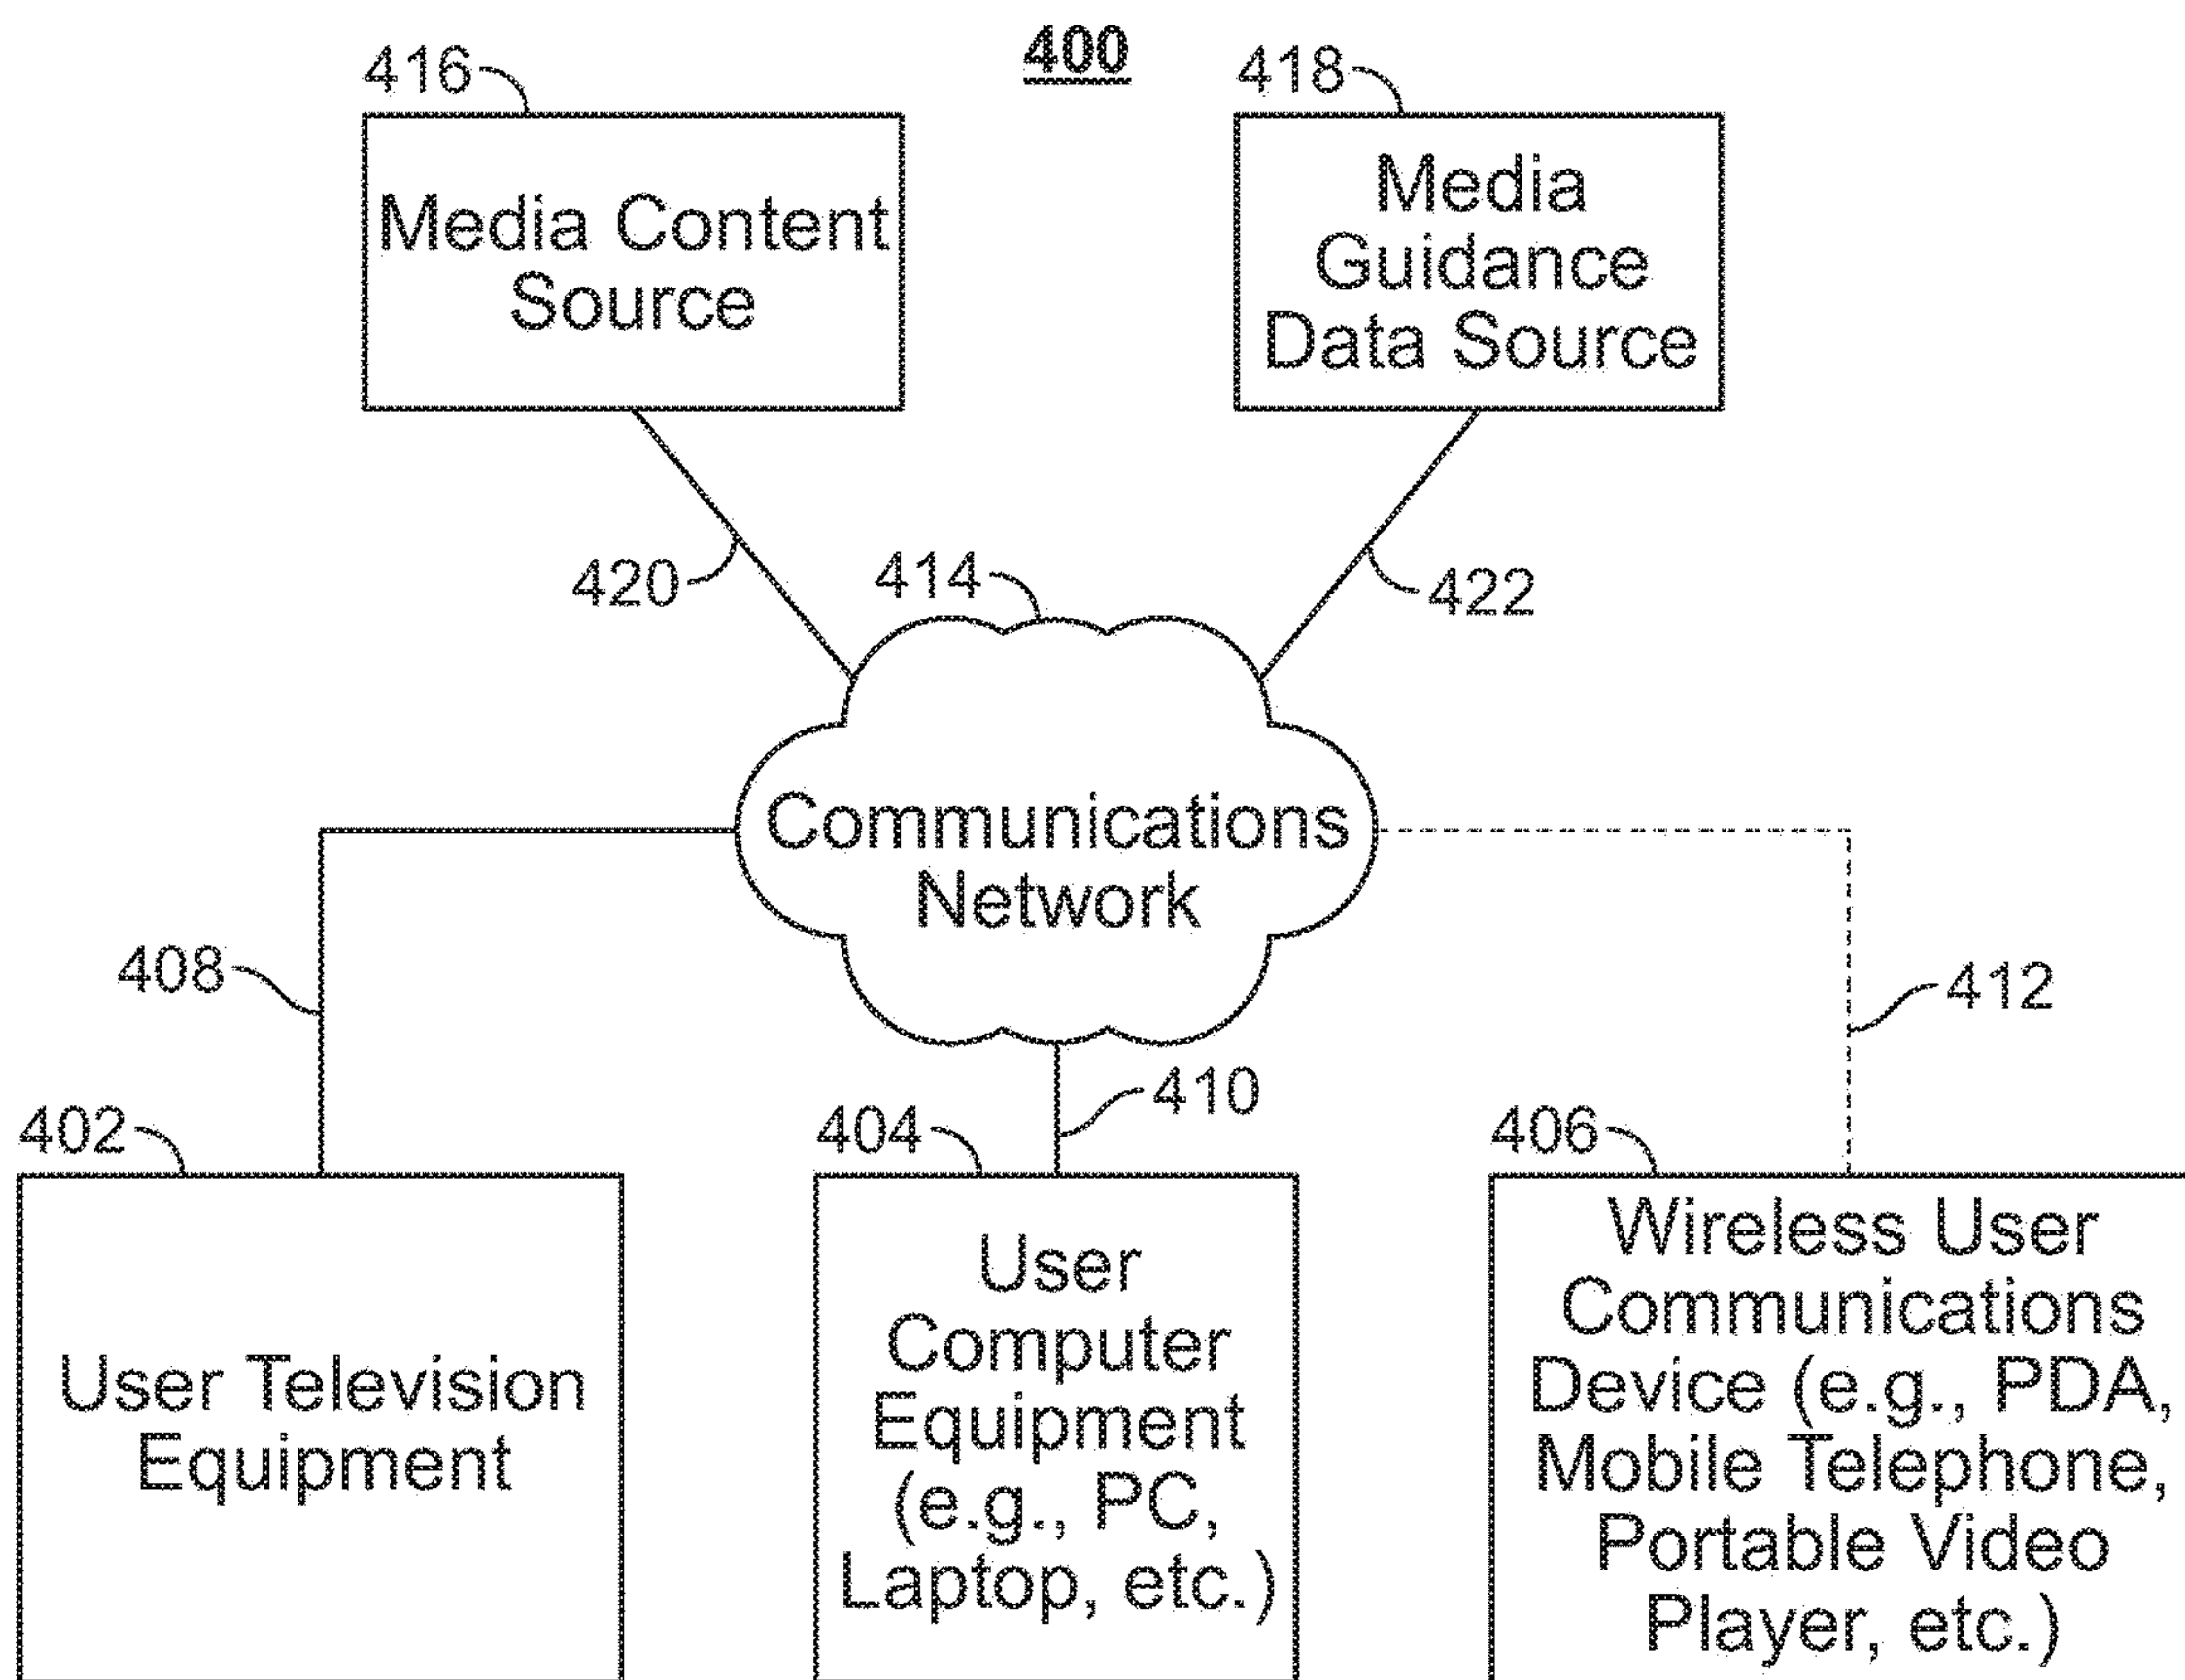 400
416
418
Media Content
Source
Media
Guidance
Data Source
420
414
422
Communications
Network
408
412
410
402
404
406
User Television
Equipment
User
Computer
Equipment
(e.g., PC,
Laptop, etc.)
Wireless User
Communications
Device (e.g., PDA,
Mobile Telephone,
Portable Video
Player, etc.)